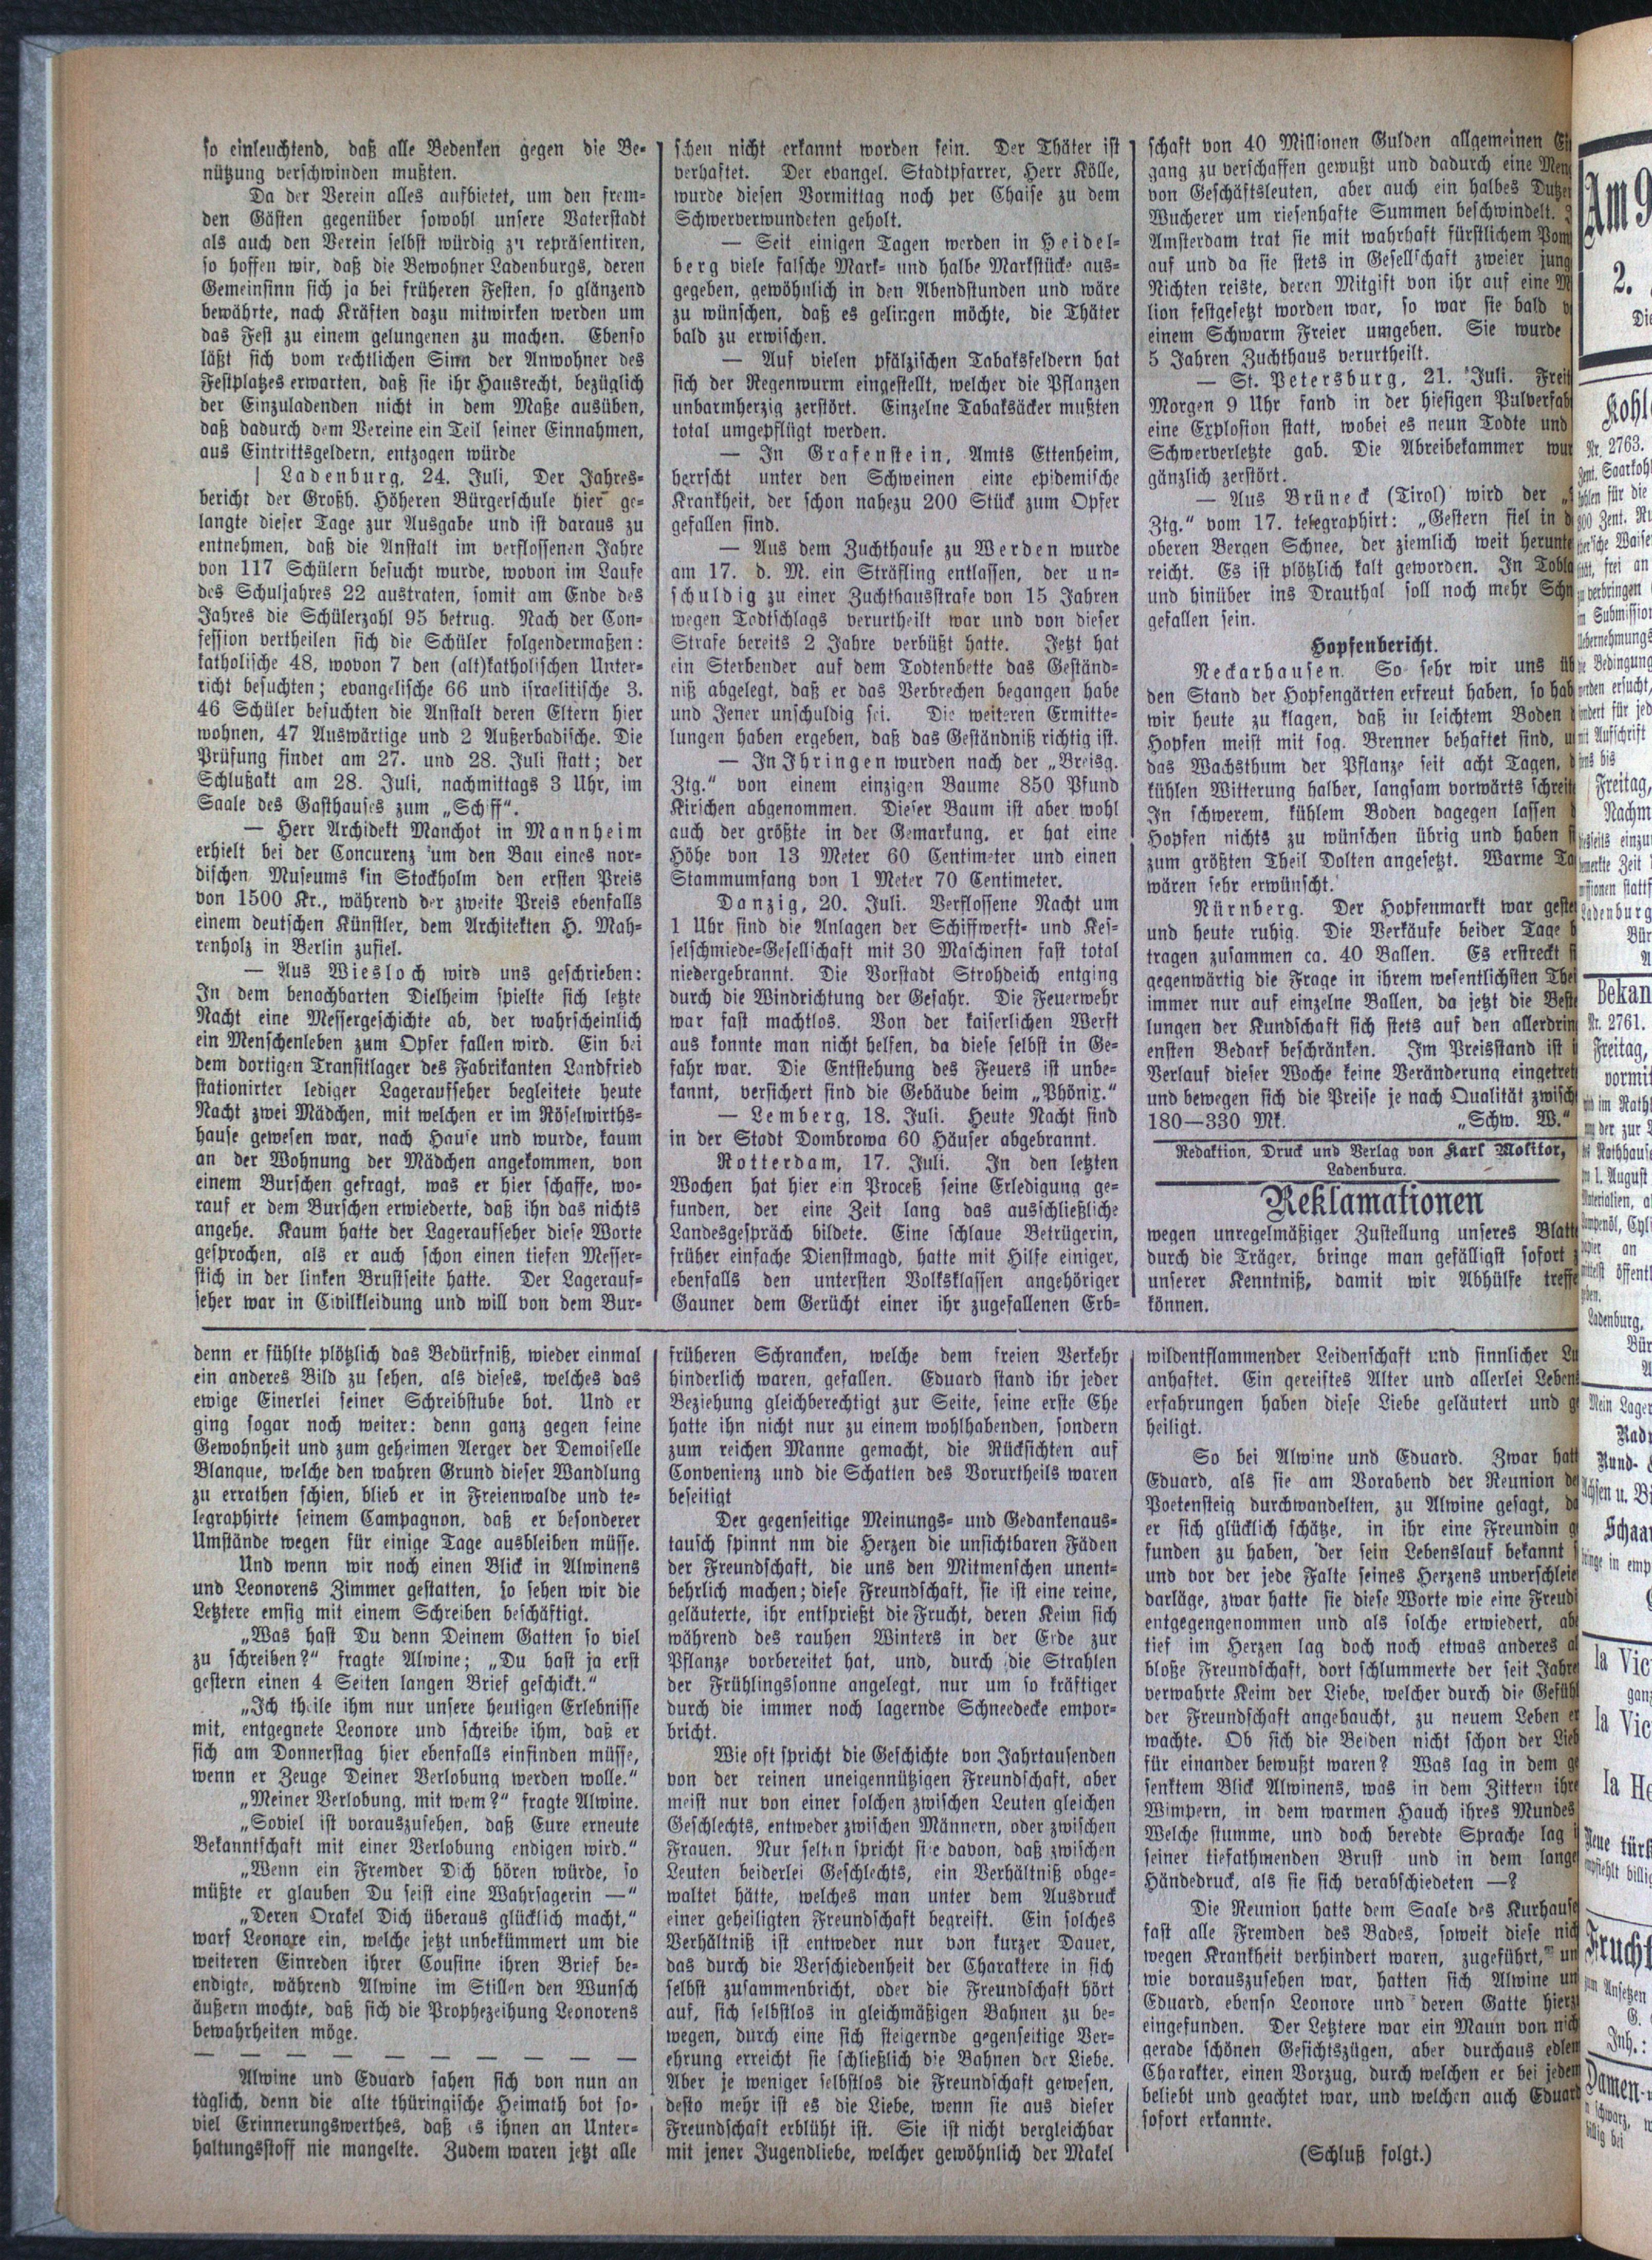 so einleuchtend, daß alle Bedenken gegen die Be-
nützung verschwinden mußten.
Da der Verein alles aufbietet, um den frem-
den Gästen gegenüber sowohl unsere Vaterstadt
als auch den Verein selbst würdig zu repräsentiren,
so hoffen wir, daß die Bewohner Ladenburgs, deren
Gemeinsinn sich ja bei früheren Festen, so glänzend
bewährte, nach Kräften dazu mitwirken werden um
das Fest zu einem gelungenen zu machen. Ebenso
läßt sich vom rechtlichen Sinn der Anwohner des
Festplatzes erwarten, daß sie ihr Hausrecht, bezüglich
der Einzuladenden nicht in dem Maße ausüben,
daß dadurch dem Vereine ein Teil seiner Einnahmen,
aus Eintrittsgeldern, entzogen würde
| Ladenburg, 24. Juli, Der Jahres-
bericht der Großh. Höheren Bürgerschule hier ge-
langte dieser Tage zur Ausgabe und ist daraus zu
entnehmen, daß die Anstalt im verflossenen Jahre
von 117 Schülern besucht wurde, wovon im Laufe
des Schuljahres 22 austraten, somit am Ende des
Jahres die Schülerzahl 95 betrug. Nach der Con-
fession vertheilen sich die Schüler folgendermaßen:
katholische 48, wovon 7 den (alt)katholischen Unter-
richt besuchten; evangelische 66 und israelitische 3.
46 Schüler besuchten die Anstalt deren Eltern hier
wohnen, 47 Auswärtige und 2 Außerbadische. Die
Prüfung findet am 27. und 28. Juli statt; der
Schlußakt am 28. Juli, nachmittags 3 Uhr, im
Saale des Gasthauses zum „Schiff“.
— Herr Archidekt Manchot in Mannheim
erhielt bei der Concurenz um den Bau eines nor-
dischen Museums in Stockholm den ersten Preis
von 1500 Kr., während der zweite Preis ebenfalls
einem deutschen Künstler, dem Architekten H. Mah-
renholz in Berlin zufiel.
— Aus Wiesloch wird uns geschrieben:
In dem benachbarten Dielheim spielte sich letzte
Nacht eine Messergeschichte ab, der wahrscheinlich
ein Menschenleben zum Opfer fallen wird. Ein bei
dem dortigen Transitlager des Fabrikanten Landfried
stationirter lediger Lageraufseher begleitete heute
Nacht zwei Mädchen, mit welchen er im Röselwirths-
hause gewesen war, nach Hause und wurde, kaum
an der Wohnung der Mädchen angekommen, von
einem Burschen gefragt, was er hier schaffe, wo-
rauf er dem Burschen erwiederte, daß ihn das nichts
angehe. Kaum hatte der Lageraufseher diese Worte
gesprochen, als er auch schon einen tiefen Messer-
stich in der linken Brustseite hatte. Der Lagerauf-
seher war in Civilkleidung und will von dem Bur-
schen nicht erkannt worden sein. Der Thäter ist
verhaftet. Der evangel. Stadtpfarrer, Herr Kölle,
wurde diesen Vormittag noch per Chaise zu dem
Schwerverwundeten geholt.
— Seit einigen Tagen werden in Heidel-
berg viele falsche Mark- und halbe Markstücke aus-
gegeben, gewöhnlich in den Abendstunden und wäre
zu wünschen, daß es gelingen möchte, die Thäter
bald zu erwischen.
— Auf vielen pfälzischen Tabaksfeldern hat
sich der Regenwurm eingestellt, welcher die Pflanzen
unbarmherzig zerstört. Einzelne Tabaksäcker mußten
total umgepflügt werden.
— In Grafenstein, Amts Ettenheim,
herrscht unter den Schweinen eine epidemische
Krankheit, der schon nahezu 200 Stück zum Opfer
gefallen sind.
— Aus dem Zuchthause zu Werden wurde
am 17. d. M. ein Sträfling entlassen, der un-
schuldig zu einer Zuchthausstrafe von 15 Jahren
wegen Todtschlags verurtheilt war und von dieser
Strafe bereits 2 Jahre verbüßt hatte. Jetzt hat
ein Sterbender auf dem Todtenbette das Geständ-
niß abgelegt, daß er das Verbrechen begangen habe
und Jener unschuldig sei. Die weiteren Ermitte-
lungen haben ergeben, daß das Geständniß richtig ist.
— In Ihringen wurden nach der „Breisg.
Ztg.“ von einem einzigen Baume 850 Pfund
Kirschen abgenommen. Dieser Baum ist aber wohl
auch der größte in der Gemarkung, er hat eine
Höhe von 13 Meter 60 Centimeter und einen
Stammumfang von 1 Meter 70 Centimeter.
Danzig, 20. Juli. Verflossene Nacht um
1 Uhr sind die Anlagen der Schiffwerft- und Kes-
selschmiede-Gesellschaft mit 30 Maschinen fast total
niedergebrannt. Die Vorstadt Strohdeich entging
durch die Windrichtung der Gefahr. Die Feuerwehr
war fast machtlos. Von der kaiserlichen Werft
aus konnte man nicht helfen, da diese selbst in Ge-
fahr war. Die Entstehung des Feuers ist unbe-
kannt, versichert sind die Gebäude beim „Phönix.“
— Lemberg, 18. Juli. Heute Nacht sind
in der Stadt Dombrowa 60 Häuser abgebrannt.
Rotterdam, 17. Juli. In den letzten
Wochen hat hier ein Proceß seine Erledigung ge-
funden, der eine Zeit lang das ausschließliche
Landesgespräch bildete. Eine schlaue Betrügerin,
früher einfache Dienstmagd, hatte mit Hilfe einiger,
ebenfalls den untersten Volksklassen angehöriger
Gauner dem Gerücht einer ihr zugefallenen Erb-
schaft von 40 Millionen Gulden allgemeinen
gang zu verschaffen gewußt und dadurch eine
von Geschäftsleuten, aber auch ein halbes
Wucherer um riesenhafte Summen beschwindelt.
Amsterdam trat sie mit wahrhaft fürstlichem
auf und da sie stets in Gesellschaft zweier
Nichten reiste, deren Mitgift von ihr auf eine
lion festgesetzt worden war, so war sie bald
einem Schwarm Freier umgeben. Sie wurde
5 Jahren Zuchthaus verurtheilt.
— St. Petersburg, 21. Juli.
Morgen 9 Uhr fand in der hiesigen
eine Explosion statt, wobei es neun Todte und
Schwerverletzte gab. Die Abreibekammer
gänzlich zerstört.
— Aus Brüneck (Tirol) wird der
Ztg.“ vom 17. telegraphirt: „Gestern fiel in
oberen Bergen Schnee, der ziemlich weit
reicht. Es ist plötzlich kalt geworden. In
und hinüber ins Drauthal soll noch mehr
gefallen sein.
Hopfenbericht.
Neckarhausen. So sehr wir uns
den Stand der Hopfengärten erfreut haben, so
wir heute zu klagen, daß in leichtem Boden
Hopfen meist mit sog. Brenner behaftet sind,
das Wachsthum der Pflanze seit acht Tagen,
kühlen Witterung halber, langsam vorwärts
In schwerem, kühlem Boden dagegen lassen
Hopfen nichts zu wünschen übrig und haben
zum größten Theil Dolten angesetzt. Warme
wären sehr erwünscht.
Nürnberg. Der Hopfenmarkt war
und heute ruhig. Die Verkäufe beider Tage
tragen zusammen ca. 40 Ballen. Es erstreckt
gegenwärtig die Frage in ihrem wesentlichsten
immer nur auf einzelne Ballen, da jetzt die
lungen der Kundschaft sich stets auf den
ensten Bedarf beschränken. Im Preisstand ist
Verlauf dieser Woche keine Veränderung
und bewegen sich die Preise je nach Qualität
180—330 Mk. „Schw. W.“
Redaktion, Druck und Verlag von Karl Molitor,
Ladenburg.
Reklamationen
wegen unregelmäßiger Zustellung unseres
durch die Träger, bringe man gefälligst sofort
unserer Kenntniß, damit wir Abhülfe
können.
denn er fühlte plötzlich das Bedürfniß, wieder einmal
ein anderes Bild zu sehen, als dieses, welches das
ewige Einerlei seiner Schreibstube bot. Und er
ging sogar noch weiter: denn ganz gegen seine
Gewohnheit und zum geheimen Aerger der Demoiselle
Blanque, welche den wahren Grund dieser Wandlung
zu errathen schien, blieb er in Freienwalde und te-
legraphirte seinem Campagnon, daß er besonderer
Umstände wegen für einige Tage ausbleiben müsse.
Und wenn wir noch einen Blick in Alwinens
und Leonorens Zimmer gestatten, so sehen wir die
Letztere emsig mit einem Schreiben beschäftigt.
„Was hast Du denn Deinem Gatten so viel
zu schreiben?“ fragte Alwine; „Du hast ja erst
gestern einen 4 Seiten langen Brief geschickt.“
„Ich theile ihm nur unsere heutigen Erlebnisse
mit, entgegnete Leonore und schreibe ihm, daß er
sich am Donnerstag hier ebenfalls einfinden müsse,
wenn er Zeuge Deiner Verlobung werden wolle.“
„Meiner Verlobung, mit wem?“ fragte Alwine.
„Soviel ist vorauszusehen, daß Eure erneute
Bekanntschaft mit einer Verlobung endigen wird.“
„Wenn ein Fremder Dich hören würde, so
müßte er glauben Du seist eine Wahrsagerin —“
„Deren Orakel Dich überaus glücklich macht,“
warf Leonore ein, welche jetzt unbekümmert um die
weiteren Einreden ihrer Cousine ihren Brief be-
endigte, während Alwine im Stillen den Wunsch
äußern mochte, daß sich die Prophezeihung Leonorens
bewahrheiten möge.
— — — — — — — — — —
Alwine und Eduard sahen sich von nun an
täglich, denn die alte thüringische Heimath bot so-
viel Erinnerungswerthes, daß es ihnen an Unter-
haltungsstoff nie mangelte. Zudem waren jetzt alle
früheren Schrancken, welche dem freien Verkehr
hinderlich waren, gefallen. Eduard stand ihr jeder
Beziehung gleichberechtigt zur Seite, seine erste Ehe
hatte ihn nicht nur zu einem wohlhabenden, sondern
zum reichen Manne gemacht, die Rücksichten auf
Convenienz und die Schatten des Vorurtheils waren
beseitigt
Der gegenseitige Meinungs- und Gedankenaus-
tausch spinnt nm die Herzen die unsichtbaren Fäden
der Freundschaft, die uns den Mitmenschen unent-
behrlich machen; diese Freundschaft, sie ist eine reine,
geläuterte, ihr entsprießt die Frucht, deren Keim sich
während des rauhen Winters in der Erde zur
Pflanze vorbereitet hat, und, durch die Strahlen
der Frühlingssonne angelegt, nur um so kräftiger
durch die immer noch lagernde Schneedecke empor-
bricht.
Wie oft spricht die Geschichte von Jahrtausenden
von der reinen uneigennützigen Freundschaft, aber
meist nur von einer solchen zwischen Leuten gleichen
Geschlechts, entweder zwischen Männern, oder zwischen
Frauen. Nur selten spricht sie davon, daß zwischen
Leuten beiderlei Geschlechts, ein Verhältniß obge-
waltet hätte, welches man unter dem Ausdruck
einer geheiligten Freundschaft begreift. Ein solches
Verhältniß ist entweder nur von kurzer Dauer,
das durch die Verschiedenheit der Charaktere in sich
selbst zusammenbricht, oder die Freundschaft hört
auf, sich selbstlos in gleichmäßigen Bahnen zu be-
wegen, durch eine sich steigernde gegenseitige Ver-
ehrung erreicht sie schließlich die Bahnen der Liebe.
Aber je weniger selbstlos die Freundschaft gewesen,
desto mehr ist es die Liebe, wenn sie aus dieser
Freundschaft erblüht ist. Sie ist nicht vergleichbar
mit jener Jugendliebe, welcher gewöhnlich der Makel
wildentflammender Leidenschaft und sinnlicher
anhaftet. Ein gereiftes Alter und allerlei
erfahrungen haben diese Liebe geläutert und
heiligt.
So bei Alwine und Eduard. Zwar
Eduard, als sie am Vorabend der Reunion
Poetensteig durchwandelten, zu Alwine gesagt,
er sich glücklich schätze, in ihr eine Freundin
funden zu haben, der sein Lebenslauf bekannt
und vor der jede Falte seines Herzens
darläge, zwar hatte sie diese Worte wie eine
entgegengenommen und als solche erwiedert,
tief im Herzen lag doch noch etwas anderes
bloße Freundschaft, dort schlummerte der seit
verwahrte Keim der Liebe, welcher durch die
der Freundschaft angehaucht, zu neuem Leben
wachte. Ob sich die Beiden nicht schon der
für einander bewußt waren? Was lag in dem
senktem Blick Alwinens, was in dem Zittern
Wimpern, in dem warmen Hauch ihres Mundes
Welche stumme, und doch beredte Sprache lag
seiner tiefathmenden Brust und in dem
Händedruck, als sie sich verabschiedeten —?
Die Reunion hatte dem Saale des
fast alle Fremden des Bades, soweit diese
wegen Krankheit verhindert waren, zugeführt,
wie vorauszusehen war, hatten sich Alwine
Eduard, ebenso Leonore und deren Gatte
eingefunden. Der Letztere war ein Mann von
gerade schönen Gesichtszügen, aber durchaus
Charakter, einen Vorzug, durch welchen er bei
beliebt und geachtet war, und welchen auch Eduard
sofort erkannte.
(Schluß folgt.)
Am
2.
Nr. 2763.
Freitag,
Ladenburg
Nr. 2761.
Freitag,
1. August
Ladenburg,
Mein
Ia
Ia
Ia
Inh.:
Damen-
billig bei